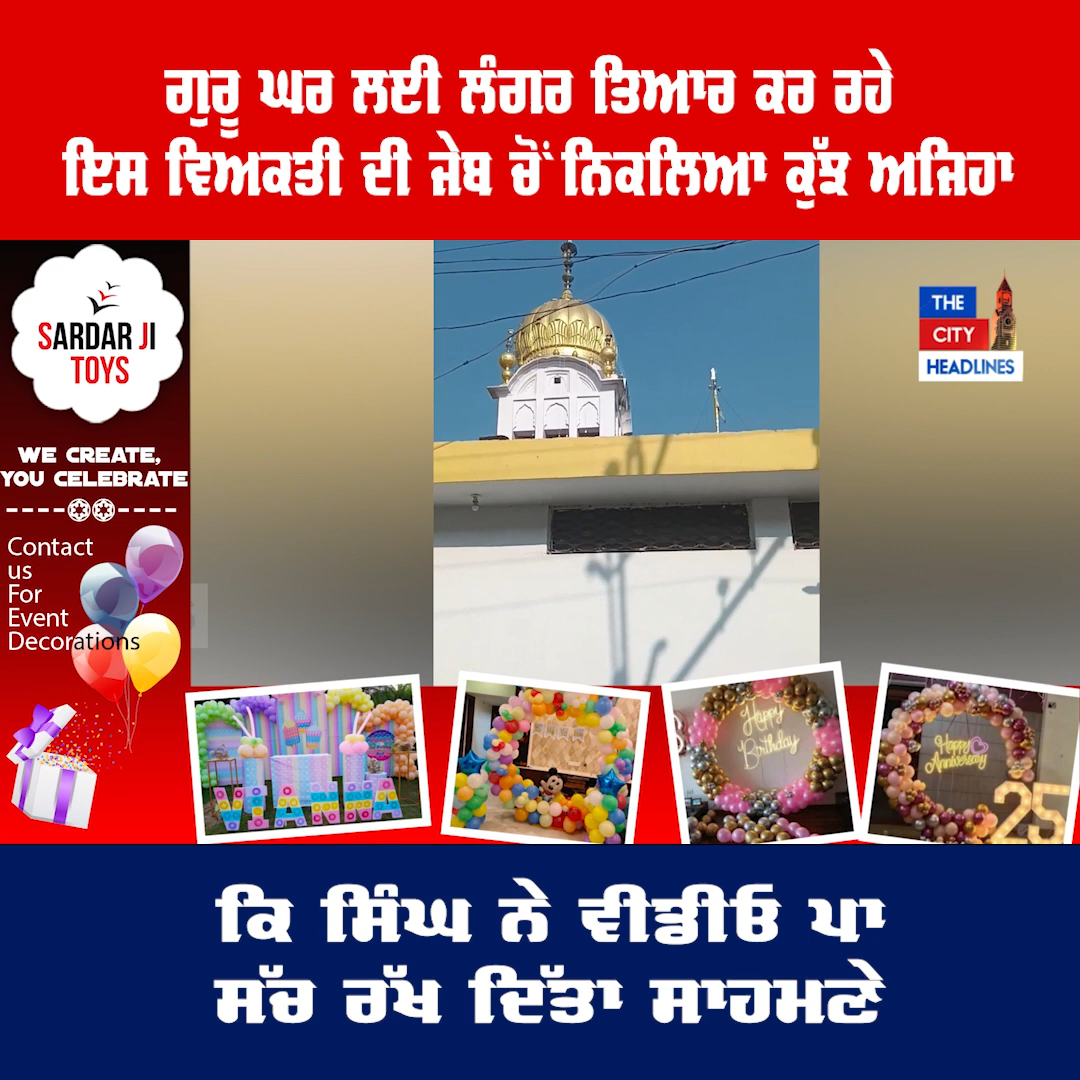 ਗੁਰੂ ਘਰ ਲਈ ਲੰਗਰ ਤਿਆਰ ਕਰ ਰਹੇ
ਇਸ ਵਿਅਕਤੀ ਦੀ ਜੇਬ ਚੋਂ ਨਿਕਲਿਆ ਕੁੱਝ ਅਜਿਹਾ
SARDAR JI
TOYS
THE
CITY
HEADLINES
WE CREATE,
YOU CELEBRATE
Contact
us
For
Event
Decorations
Happy
Birthday
Happy
Anniversary
25
ਕਿ ਸਿੰਘ ਨੇ ਵੀਡੀਓ ਪਾ
ਸੱਚ ਰੱਖ ਦਿੱਤਾ ਸਾਹਮਣੇ